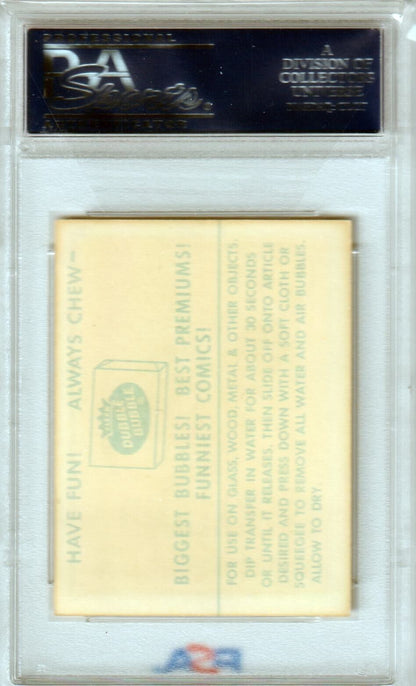 PROFESSIONAL
PSA
Sports
A
DIVISION OF
COLLECTORS
UNIVERSE
HAVE FUN! ALWAYS CHEW—
FLEER
DUBBLE
BUBBLE
BIGGEST BUBBLES! BEST PREMIUMS!
FUNNIEST COMICS!
FOR USE ON GLASS, WOOD, METAL & OTHER OBJECTS,
DIP TRANSFER IN WATER FOR ABOUT 30 SECONDS
OR UNTIL IT RELEASES, THEN SLIDE OFF ONTO ARTICLE
DESIRED AND PRESS DOWN WITH A SOFT CLOTH OR
SQUEEGEE TO REMOVE ALL WATER AND AIR BUBBLES.
ALLOW TO DRY.
PSA